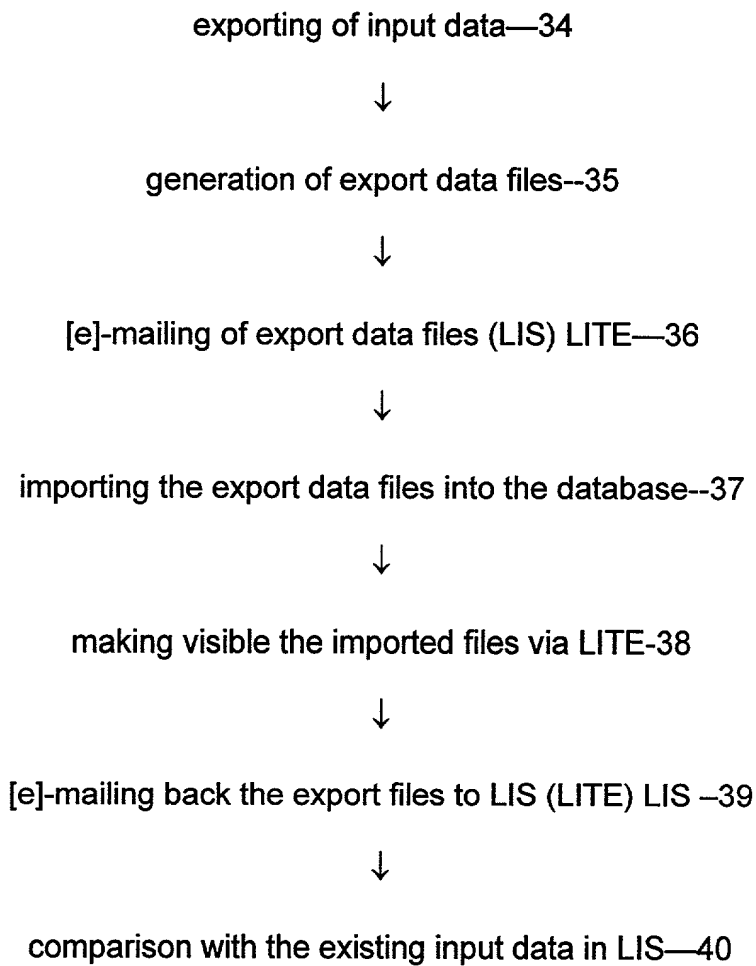 exporting of input data—34
↓
generation of export data files--35
↓
[e]-mailing of export data files (LIS) LITE—36
↓
importing the export data files into the database--37
↓
making visible the imported files via LITE-38
↓
[e]-mailing back the export files to LIS (LITE) LIS –39
↓
comparison with the existing input data in LIS—40